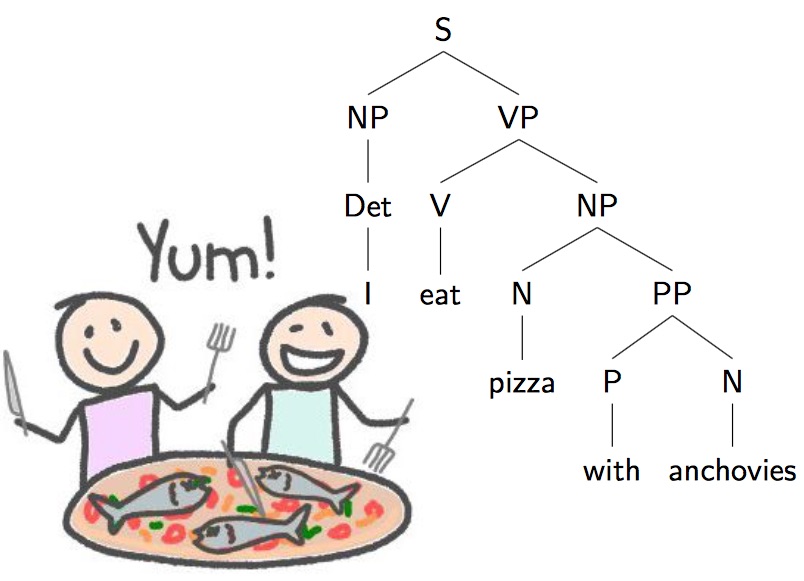 S
NP VP
Det V NP
Yum!
I eat N PP
pizza P N
with anchovies